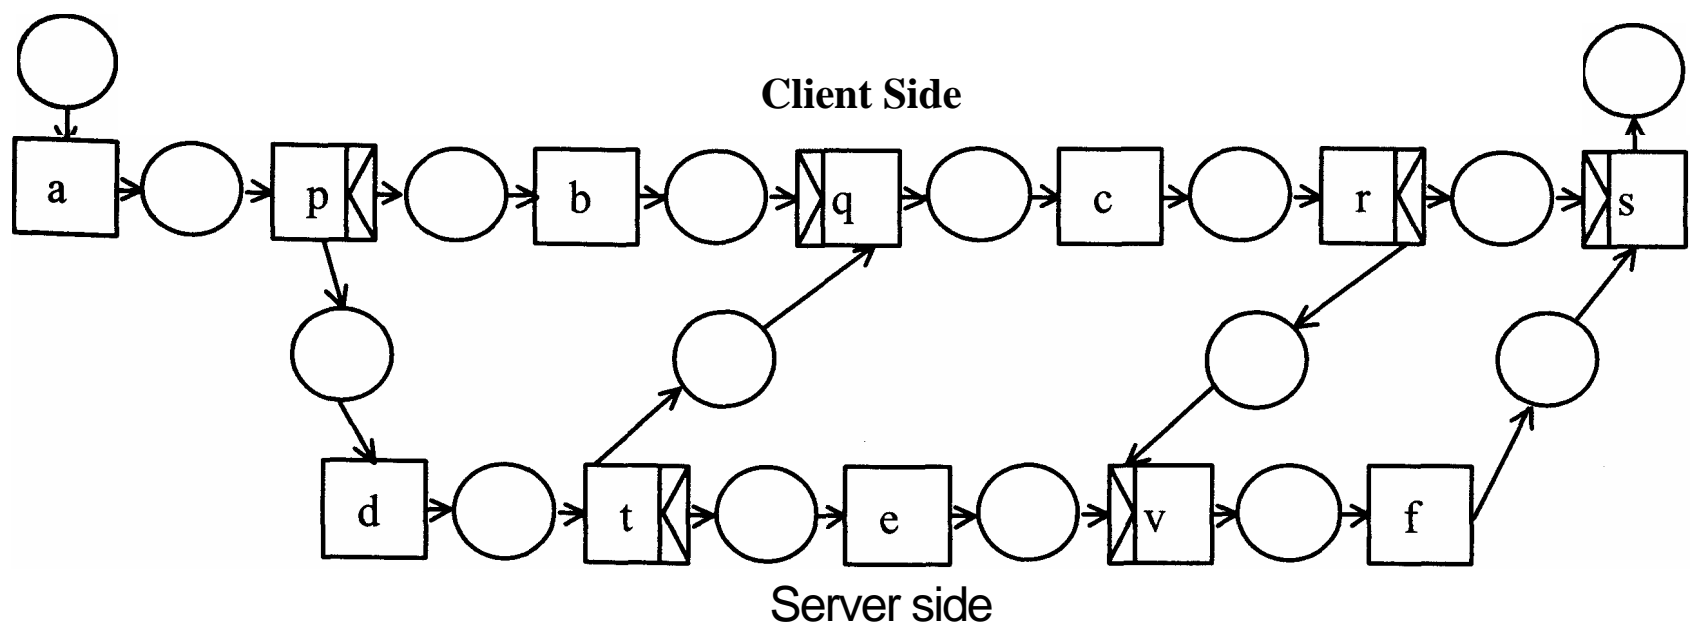 Client Side
a p b q c r s
d t e v f
Server side